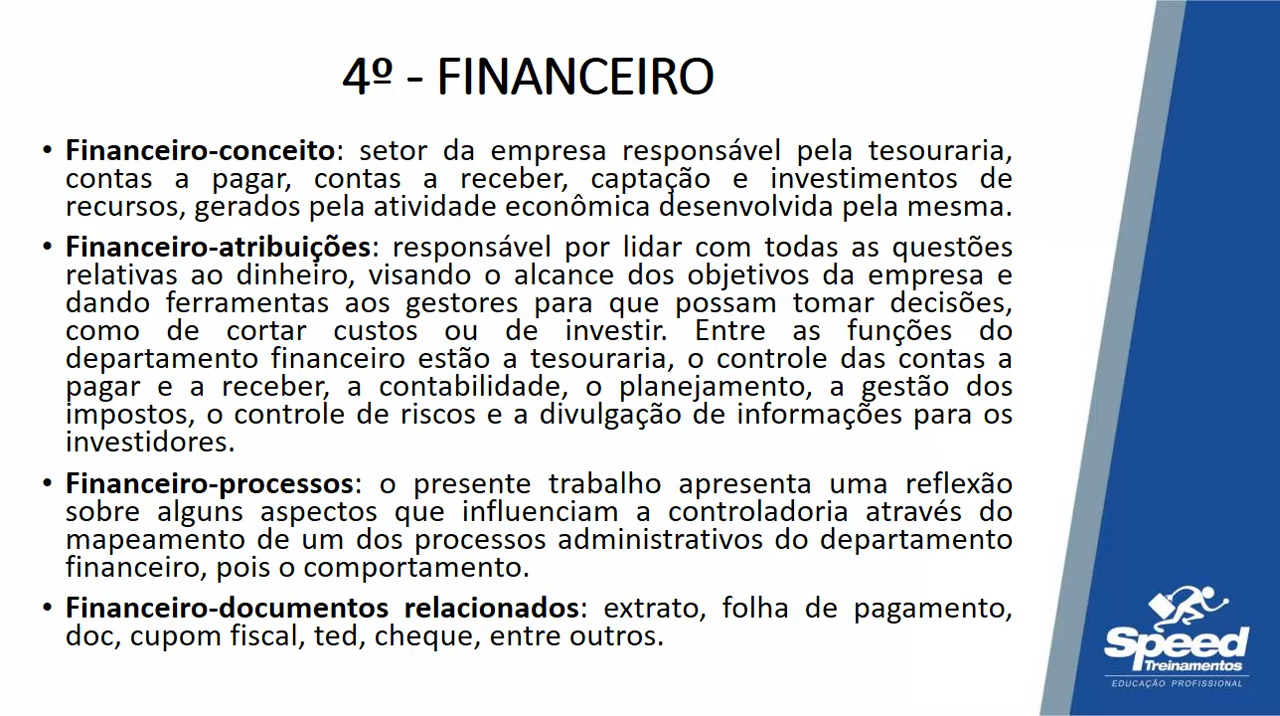 4º - FINANCEIRO
• Financeiro-conceito: setor da empresa responsável pela tesouraria,
contas a pagar, contas a receber, captação e investimentos de
recursos, gerados pela atividade econômica desenvolvida pela mesma.
• Financeiro-atribuições: responsável por lidar com todas as questões
relativas ao dinheiro, visando o alcance dos objetivos da empresa e
dando ferramentas aos gestores para que possam tomar decisões,
como de cortar custos ou de investir. Entre as funções do
departamento financeiro estão a tesouraria, o controle das contas a
pagar e a receber, a contabilidade, o planejamento, a gestão dos
impostos, o controle de riscos e a divulgação de informações para os
investidores.
• Financeiro-processos: o presente trabalho apresenta uma reflexão
sobre alguns aspectos que influenciam a controladoria através do
mapeamento de um dos processos administrativos do departamento
financeiro, pois o comportamento.
• Financeiro-documentos relacionados: extrato, folha de pagamento,
doc, cupom fiscal, ted, cheque, entre outros.
Speed
Treinamentos
EDUCAÇÃO PROFISSIONAL